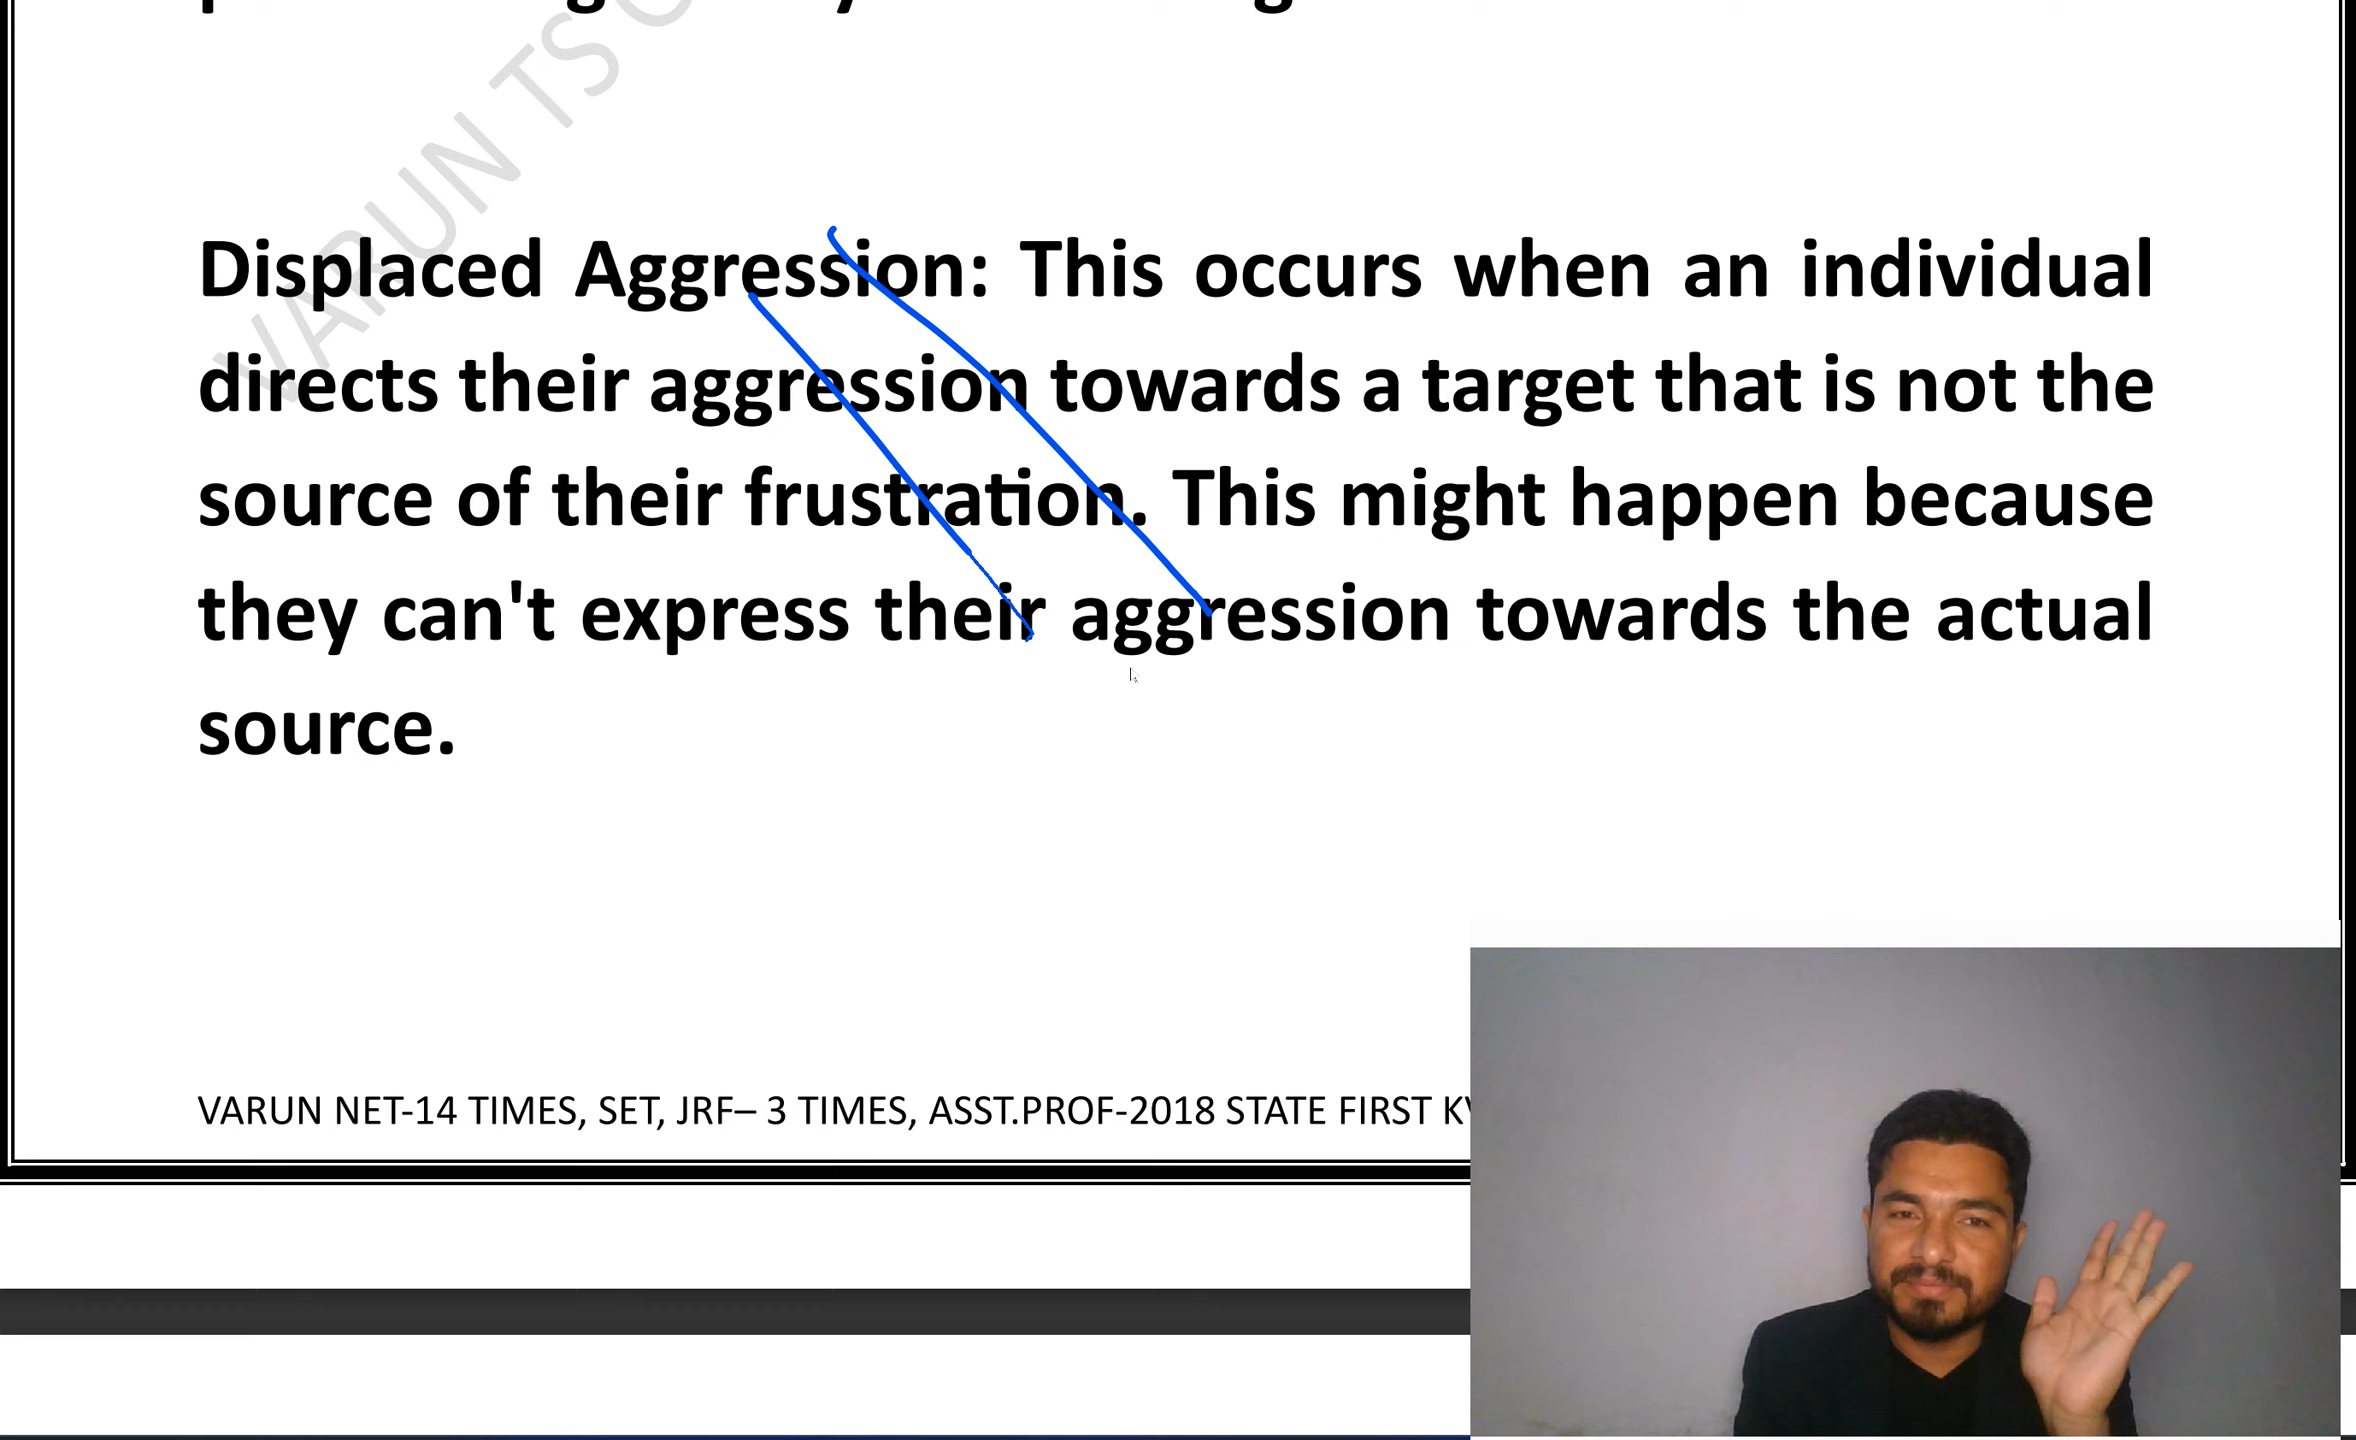 VARUN TS
Displaced Aggression: This occurs when an individual
directs their aggression towards a target that is not the
source of their frustration. This might happen because
they can't express their aggression towards the actual
source.
VARUN NET-14 TIMES, SET, JRF– 3 TIMES, ASST.PROF-2018 STATE FIRST